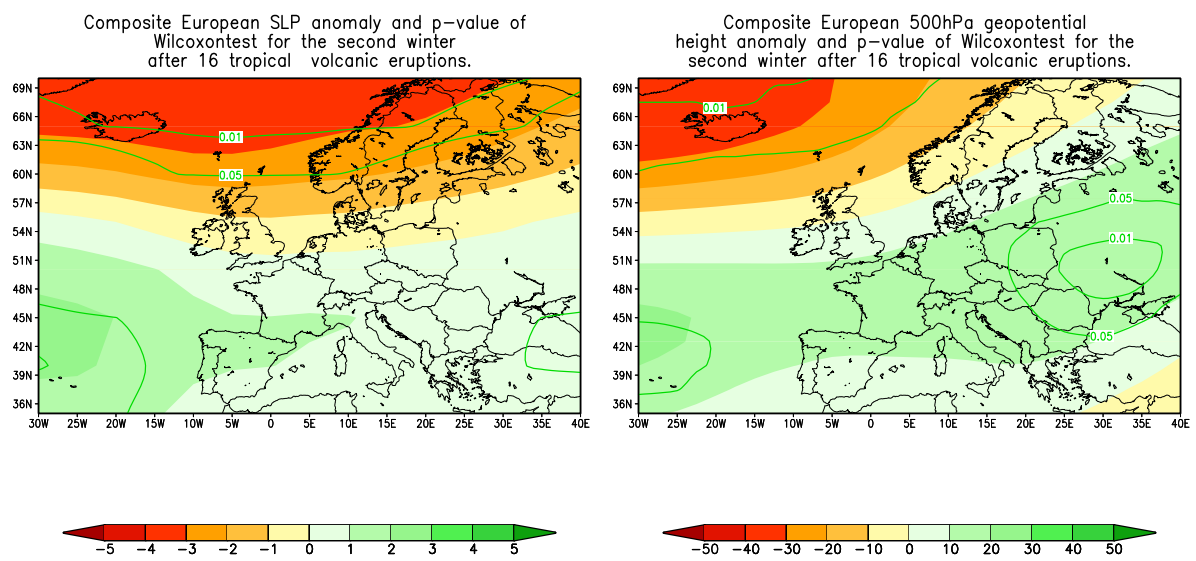 Composite European SLP anomaly and p-value of
Wilcoxontest for the second winter
after 16 tropical volcanic eruptions.
69N
66N
63N
60N
57N
54N
51N
48N
45N
42N
39N
36N
0.01
0.05
30W 25W 20W 15W 10W 5W 0 5E 10E 15E 20E 25E 30E 35E 40E
-5 -4 -3 -2 -1 0 1 2 3 4 5
Composite European 500hPa geopotential
height anomaly and p-value of Wilcoxontest for the
second winter after 16 tropical volcanic eruptions.
69N
66N
63N
60N
57N
54N
51N
48N
45N
42N
39N
36N
0.01
0.05
0.01
0.05
30W 25W 20W 15W 10W 5W 0 5E 10E 15E 20E 25E 30E 35E 40E
-50 -40 -30 -20 -10 0 10 20 30 40 50